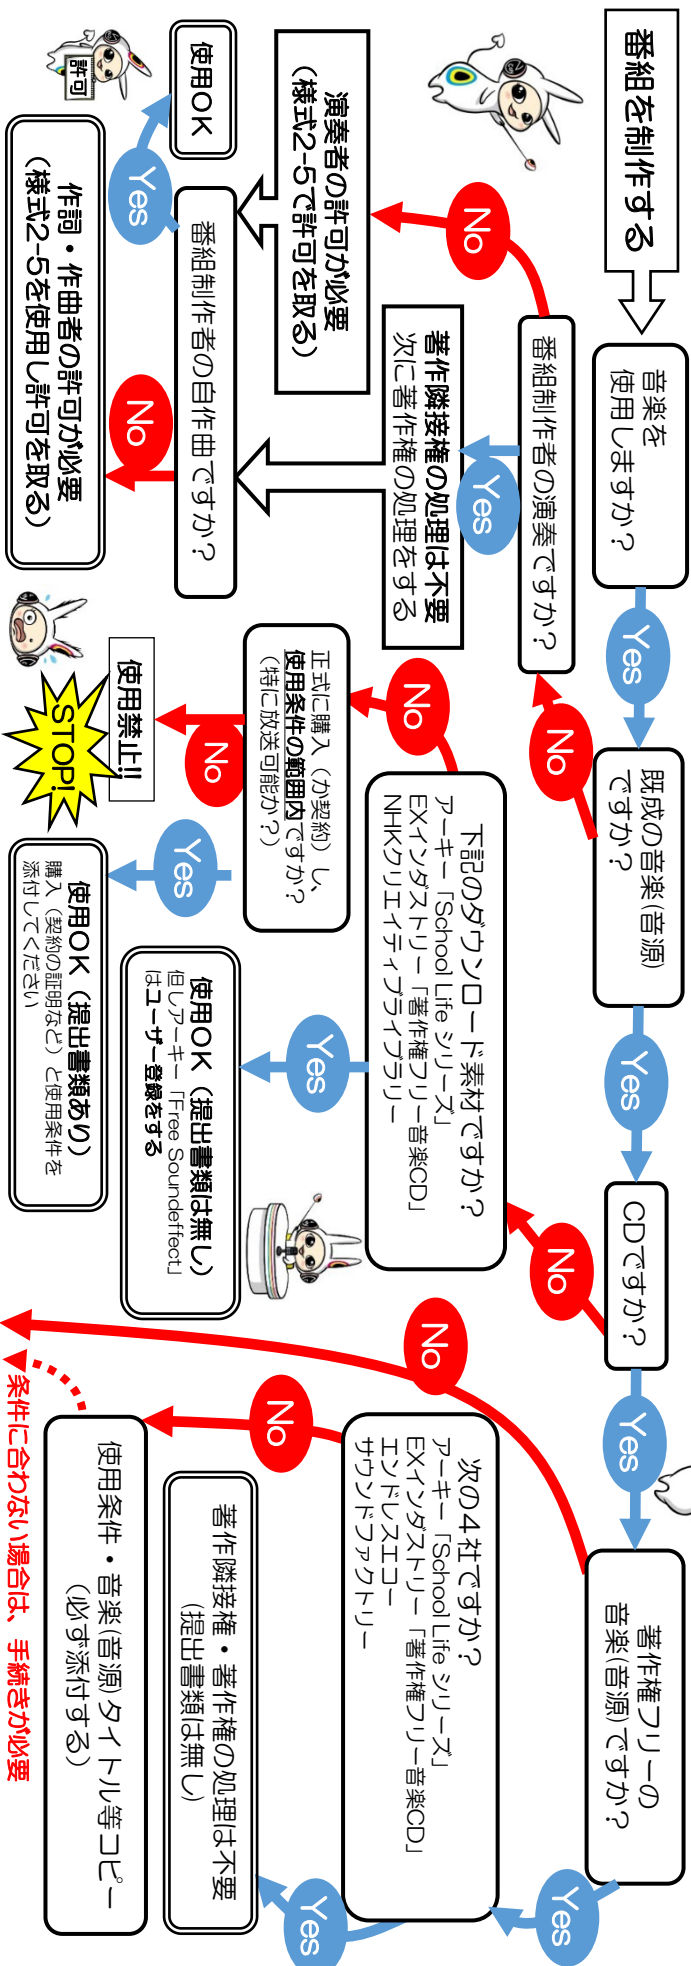 番組を制作する
音楽を
使用しますか？
Yes
既成の音楽(音源)
ですか？
Yes
CDですか？
Yes
著作権フリーの
音楽(音源)ですか？
No
番組制作者の演奏ですか？
No
演奏者の許可が必要
（様式2-5で許可を取る）
Yes
著作隣接権の処理は不要
次に著作権の処理をする
番組制作者の自作曲ですか？
Yes
使用OK
許可
No
作詞・作曲者の許可が必要
（様式2-5を使用し許可を取る）
No
下記のダウンロード素材ですか？
アーキー「School Life シリーズ」
EXインダストリー「著作権フリー音楽CD」
NHKクリエイティブライブラリー
No
正式に購入（か契約）し、
使用条件の範囲内ですか？
（特に放送可能か？）
No
使用禁止!!
STOP!
Yes
使用OK（提出書類あり）
購入（契約の証明など）と使用条件を
添付してください
Yes
使用OK（提出書類は無し）
但しアーキー「Free Soundeffect」
はユーザー登録をする
Yes
次の４社ですか？
アーキー「School Life シリーズ」
EXインダストリー「著作権フリー音楽CD」
エンドレスエコー
サウンドファクトリー
Yes
著作隣接権・著作権の処理は不要
（提出書類は無し）
No
使用条件・音楽(音源)タイトル等コピー
（必ず添付する）
No
条件に合わない場合は、手続きが必要